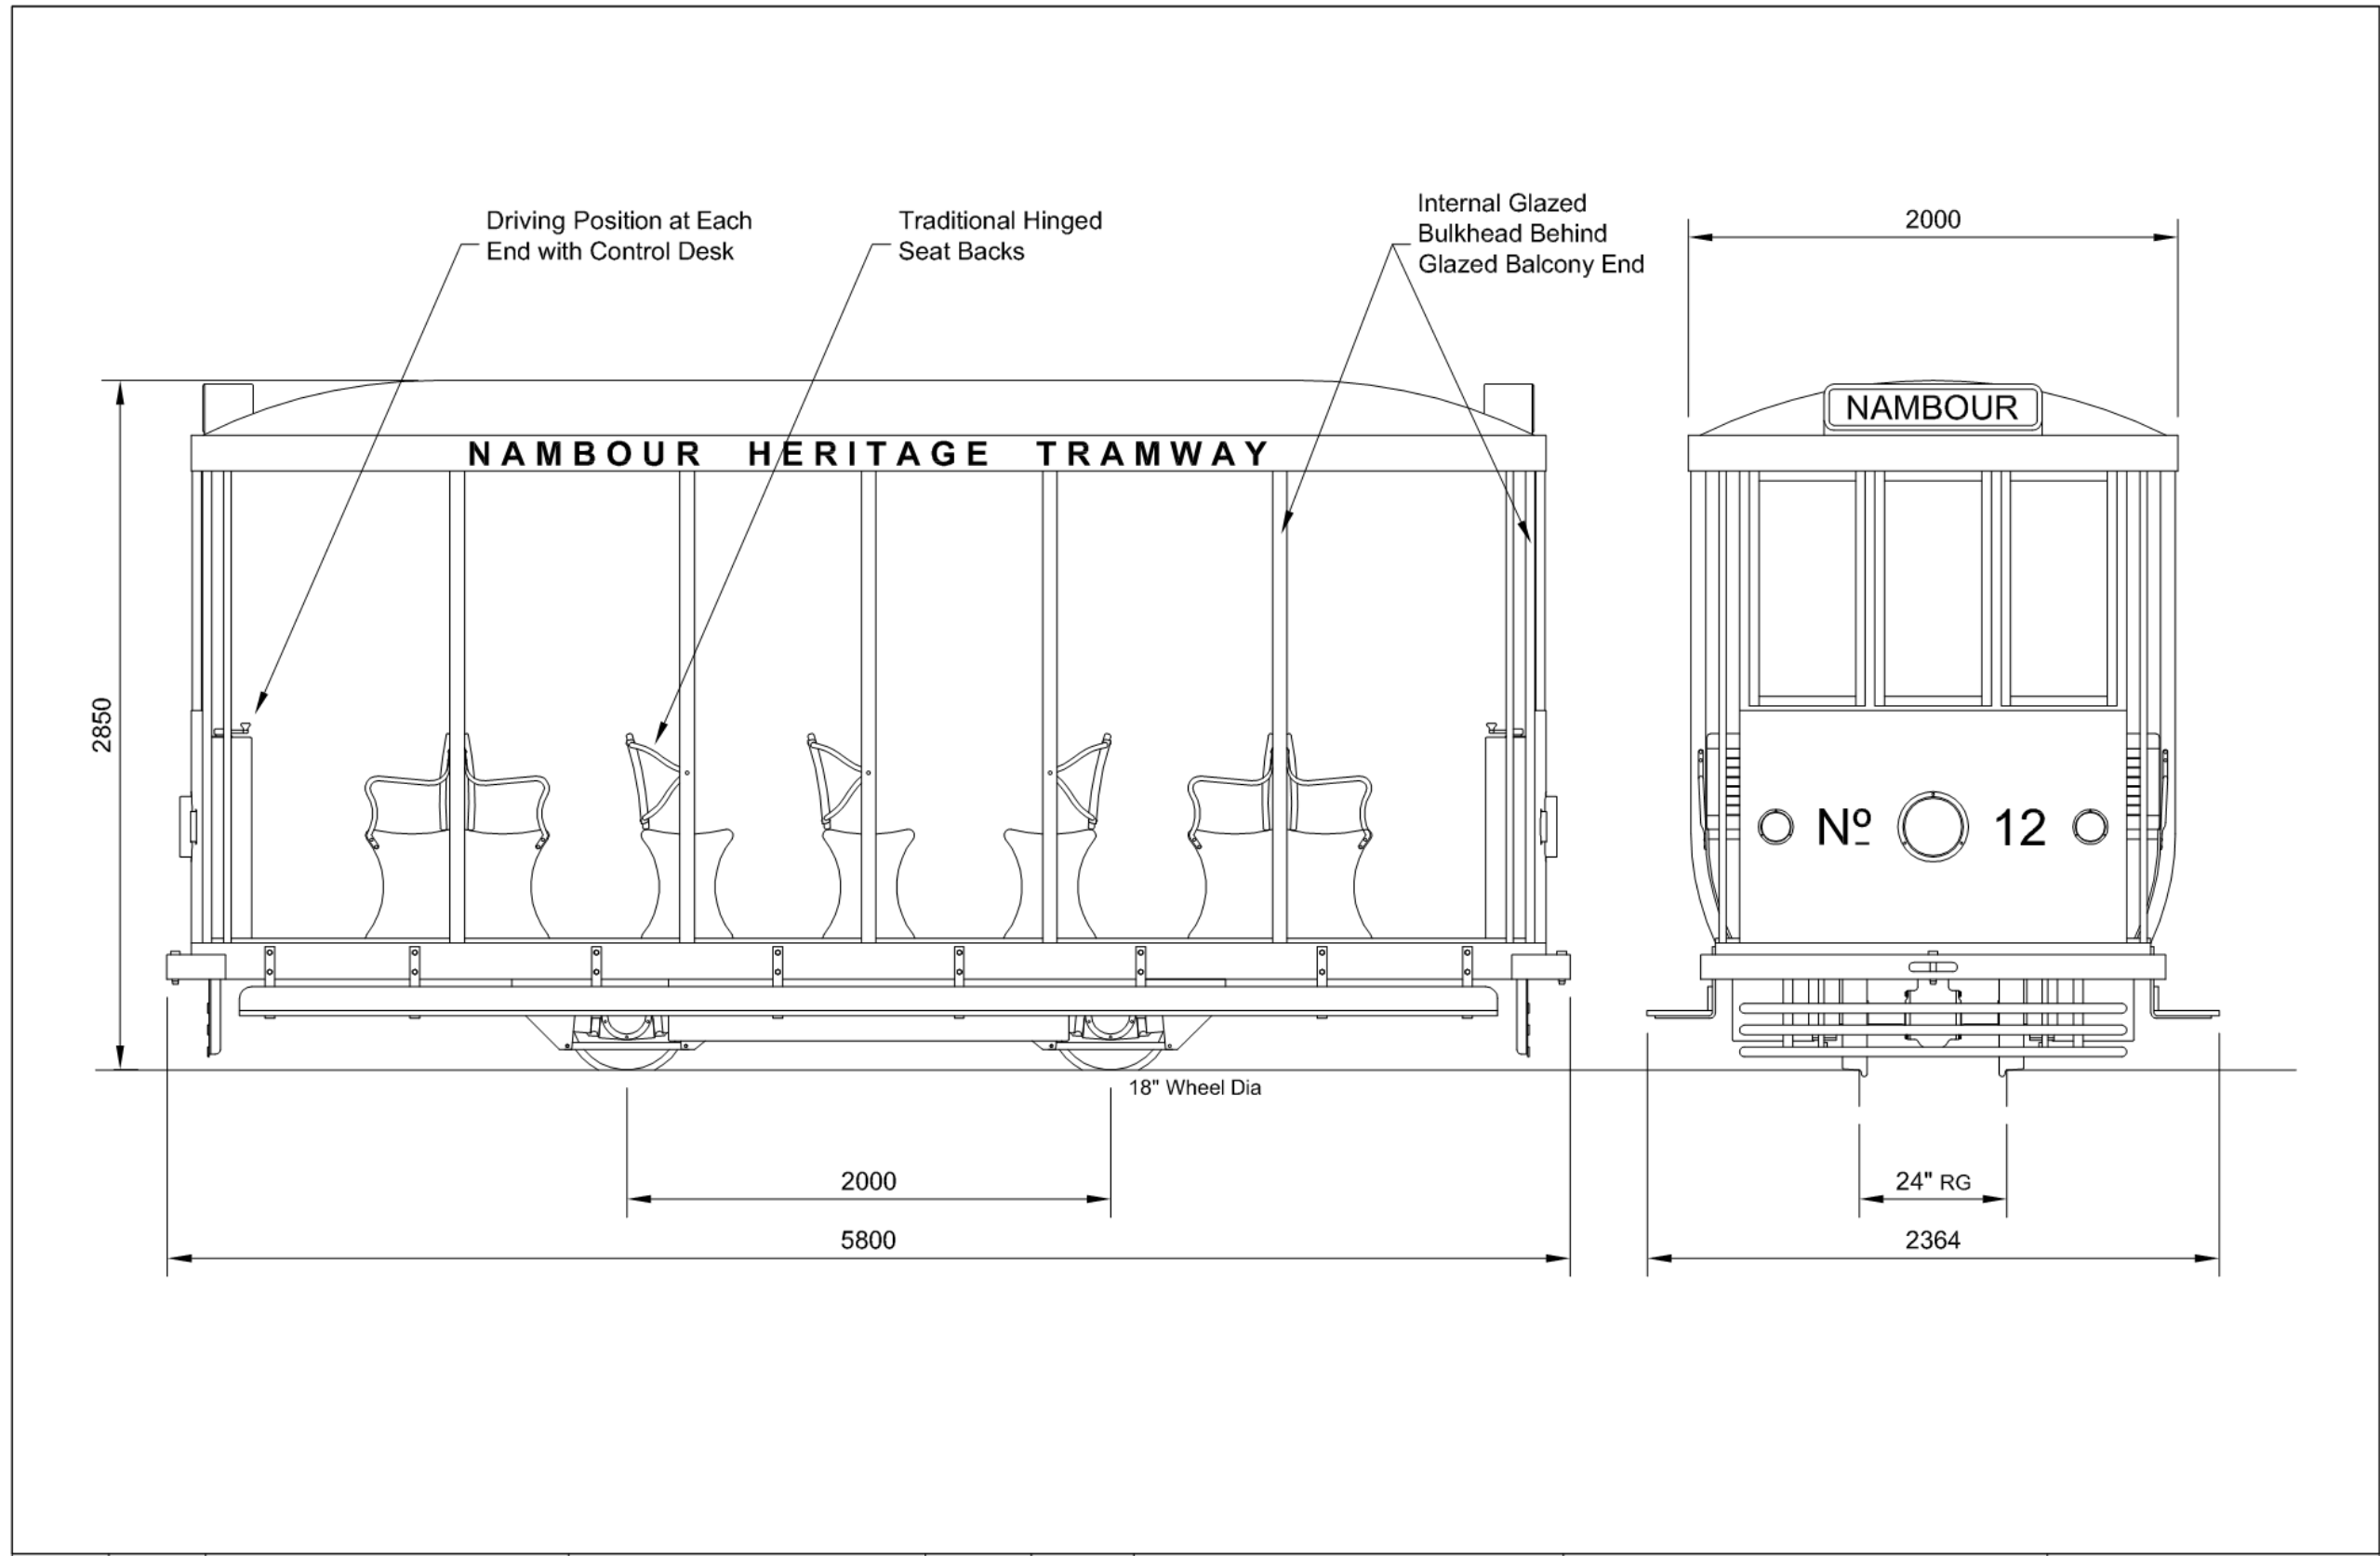 Driving Position at Each
End with Control Desk
Traditional Hinged
Seat Backs
Internal Glazed
Bulkhead Behind
Glazed Balcony End
2000
NAMBOUR
NAMBOUR HERITAGE TRAMWAY
2850
Nº 12
18" Wheel Dia
2000
24" RG
5800
2364